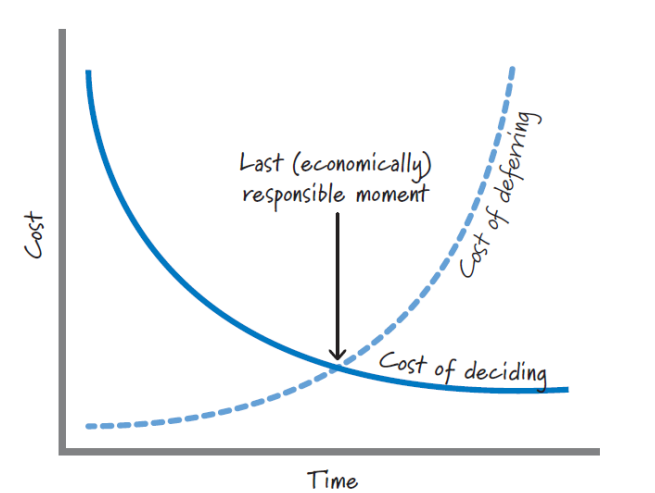 Last (economically)
responsible moment
Cost of deferring
Cost
Cost of deciding
Time